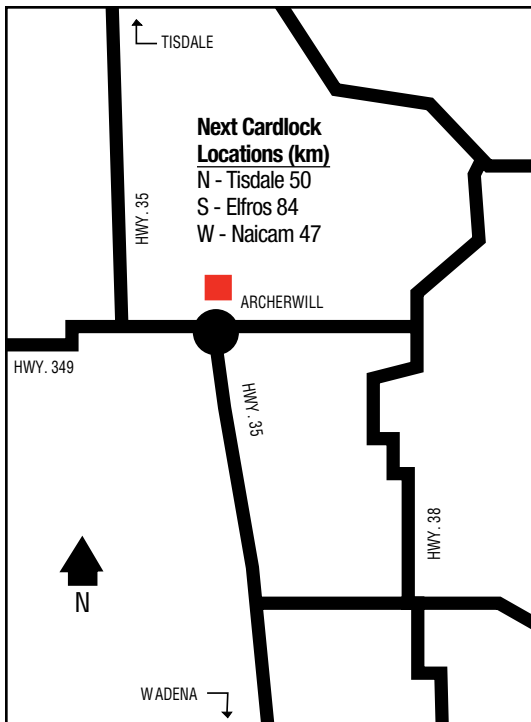 TISDALE
Next Cardlock
Locations (km)
N - Tisdale 50
S - Elfros 84
W - Naicam 47
HWY. 35
ARCHERWILL
HWY. 349
HWY. 35
HWY. 38
N
WADENA